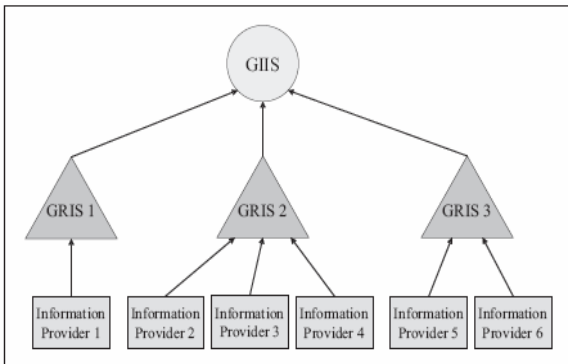 GIIS
GRIS 1
GRIS 2
GRIS 3
Information
Provider 1
Information
Provider 2
Information
Provider 3
Information
Provider 4
Information
Provider 5
Information
Provider 6